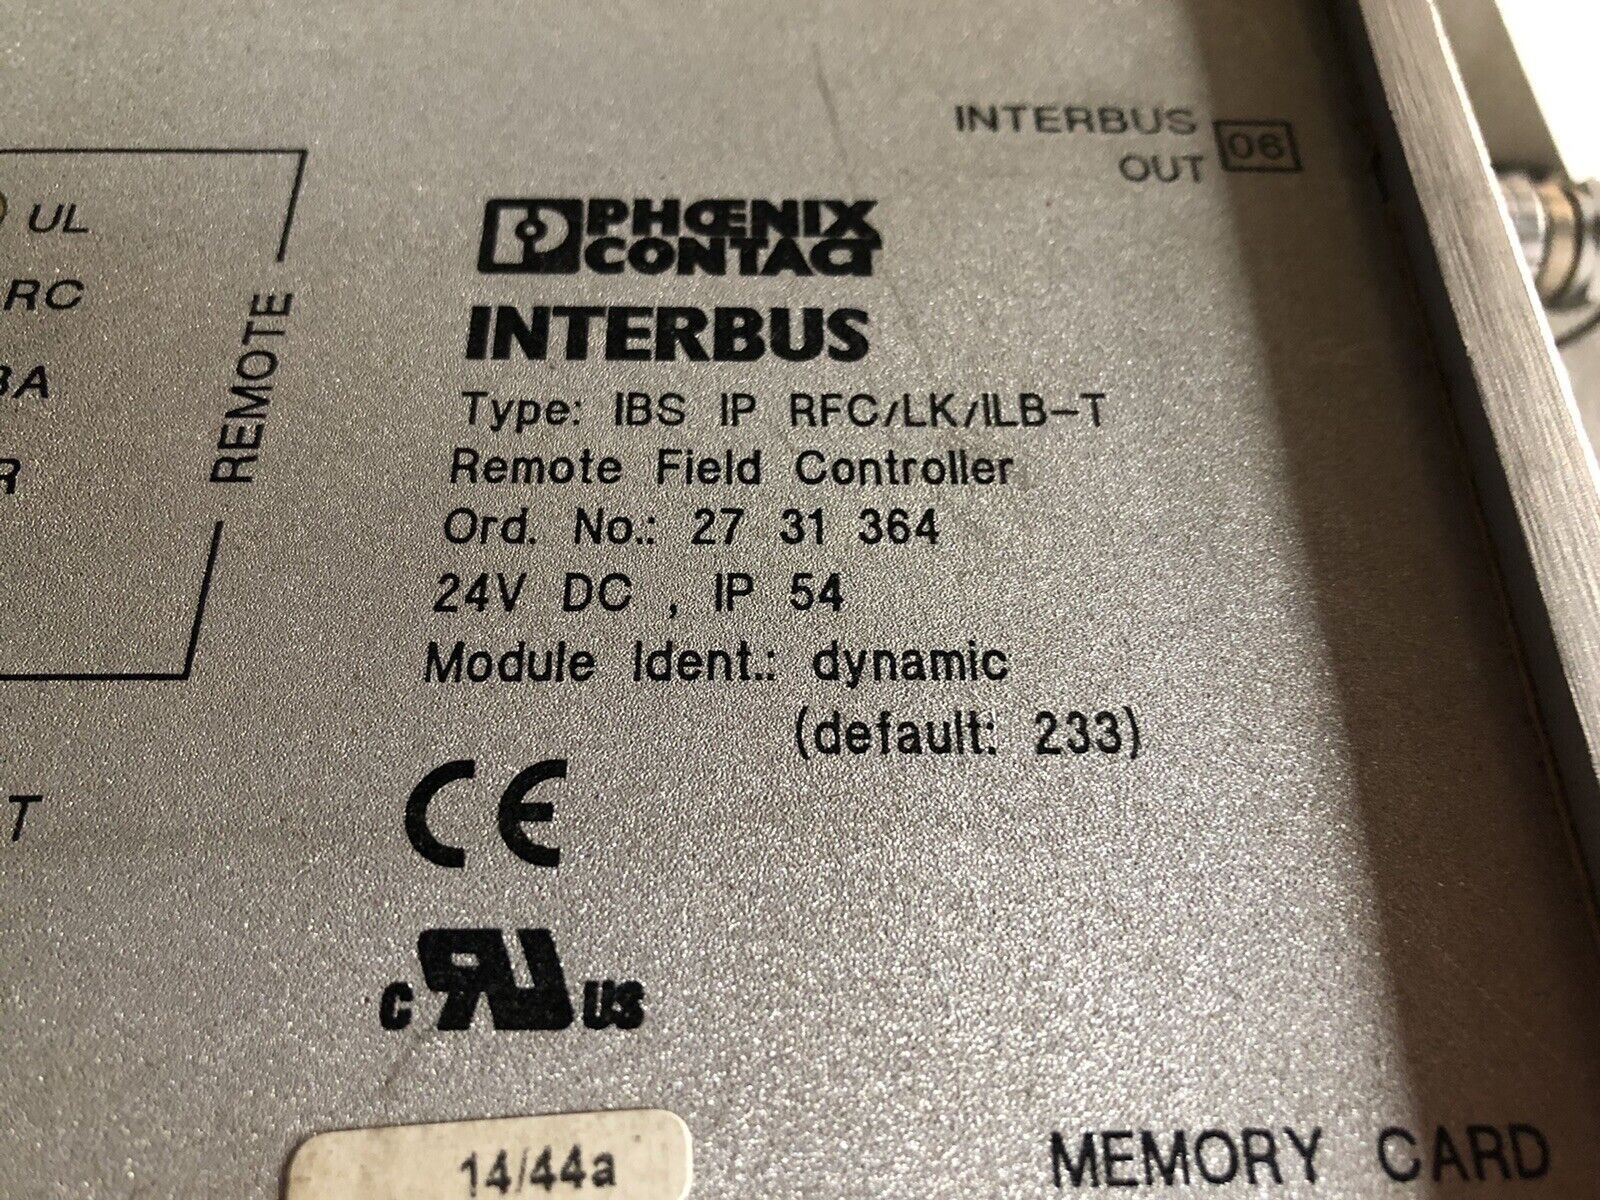 INTERBUS
OUT 06
UL
RC
BA
R
REMOTE
T
PHŒNIX
CONTACT
INTERBUS
Type: IBS IP RFC/LK/ILB-T
Remote Field Controller
Ord. No.: 27 31 364
24V DC , IP 54
Module Ident.: dynamic
(default: 233)
CE
c RU US
14/44a
MEMORY CARD